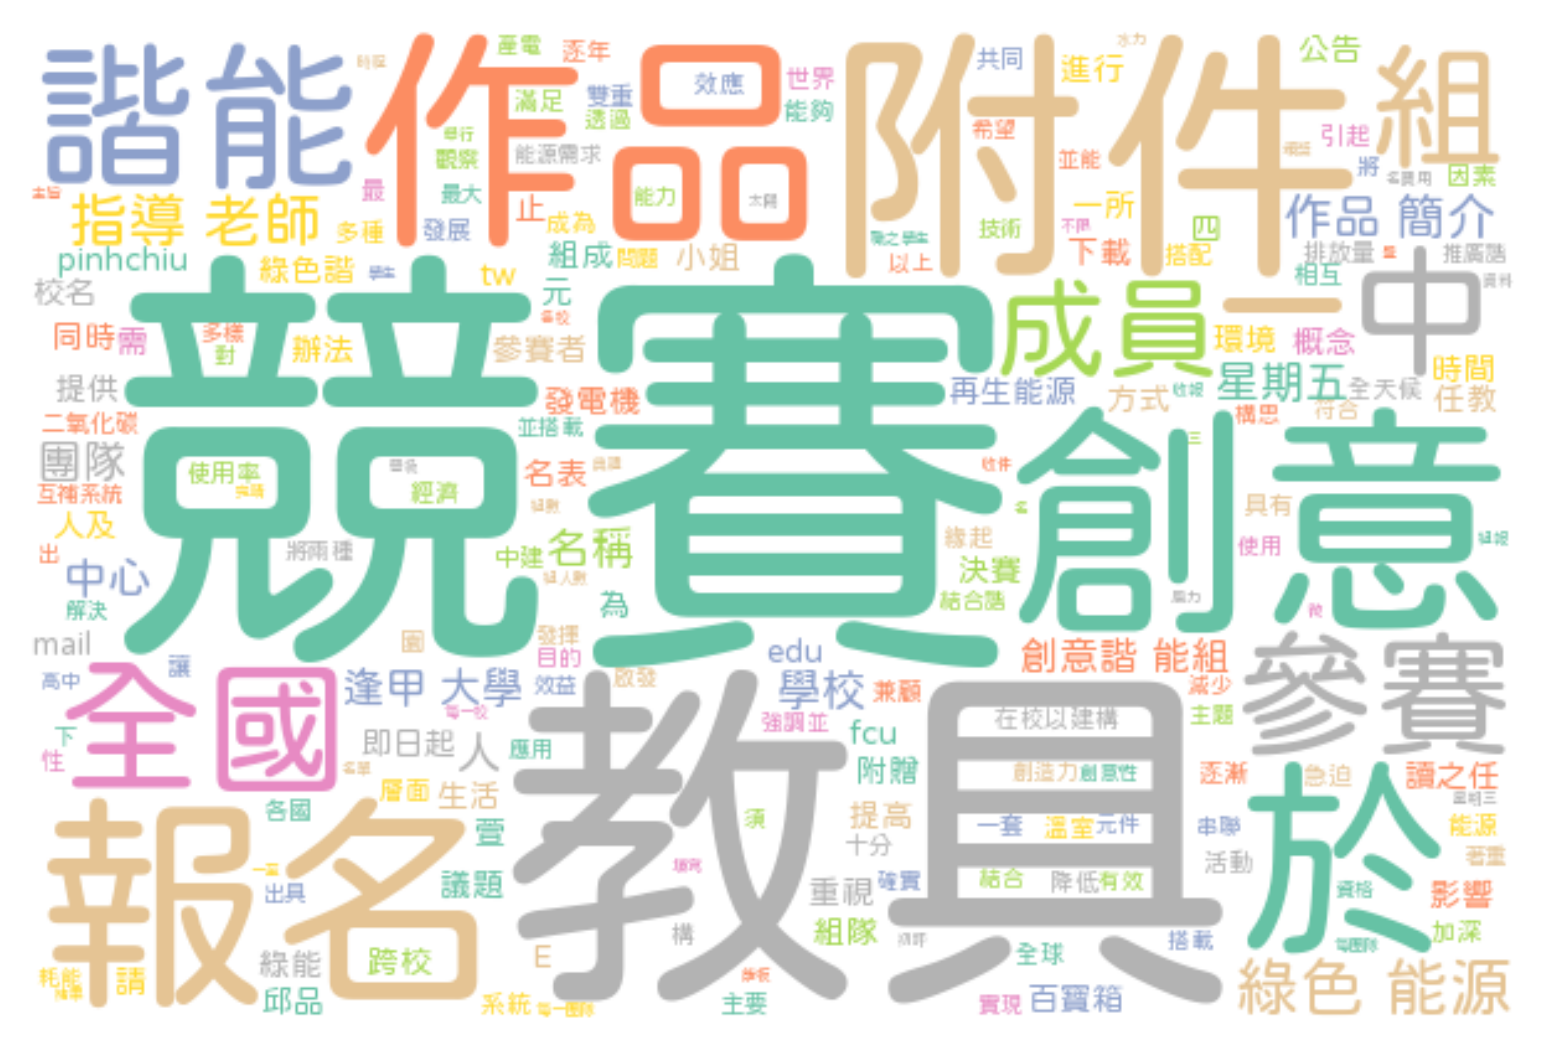 諧能
作品
附件
組
產電
逐年
雙重
效應
世界
能夠
共同
進行
公告
引起
滿足
透過
觀察
能源需求
希望
並能
將
因素
指導 老師
最
最大
止
能力
一所
作品 簡介
多種
發展
成為
技術
四
下載
搭配
排放量
推廣諧
pinhchiu
綠色諧
tw
組成
問題
小姐
以上
相互
校名
元
競賽
成員
一
中
同時
需
多樣
對
辦法
參賽者
環境
概念
提供
發電機
再生能源
方式
星期五
全天候
時間
任教
二氧化碳
並搭載
構思
符合
創意
團隊
使用率
經濟
名表
互補系統
人及
具有
出
將兩種
中建
名稱
緣起
使用
中心
決賽
解決
為
結合諧
mail
讓
發揮
目的
edu
創意諧 能組
參賽
高中
全國
逢甲 大學
效益
啟發
學校
兼顧
減少
下
性
即日起
人
應用
教具
強調並
fcu
在校以建構
主題
附贈
創造力
創意性
逐漸
急迫
讀之任
於
層面
生活
各國
報名
萱
須
提高
一套
溫室
元件
串聯
能源
十分
活動
著重
出具
議題
重視
確實
結合
降低
有效
資格
影響
綠能
跨校
E
構
組隊
全球
搭載
加深
耗能
請
邱品
系統
主要
實現
百寶箱
綠色 能源